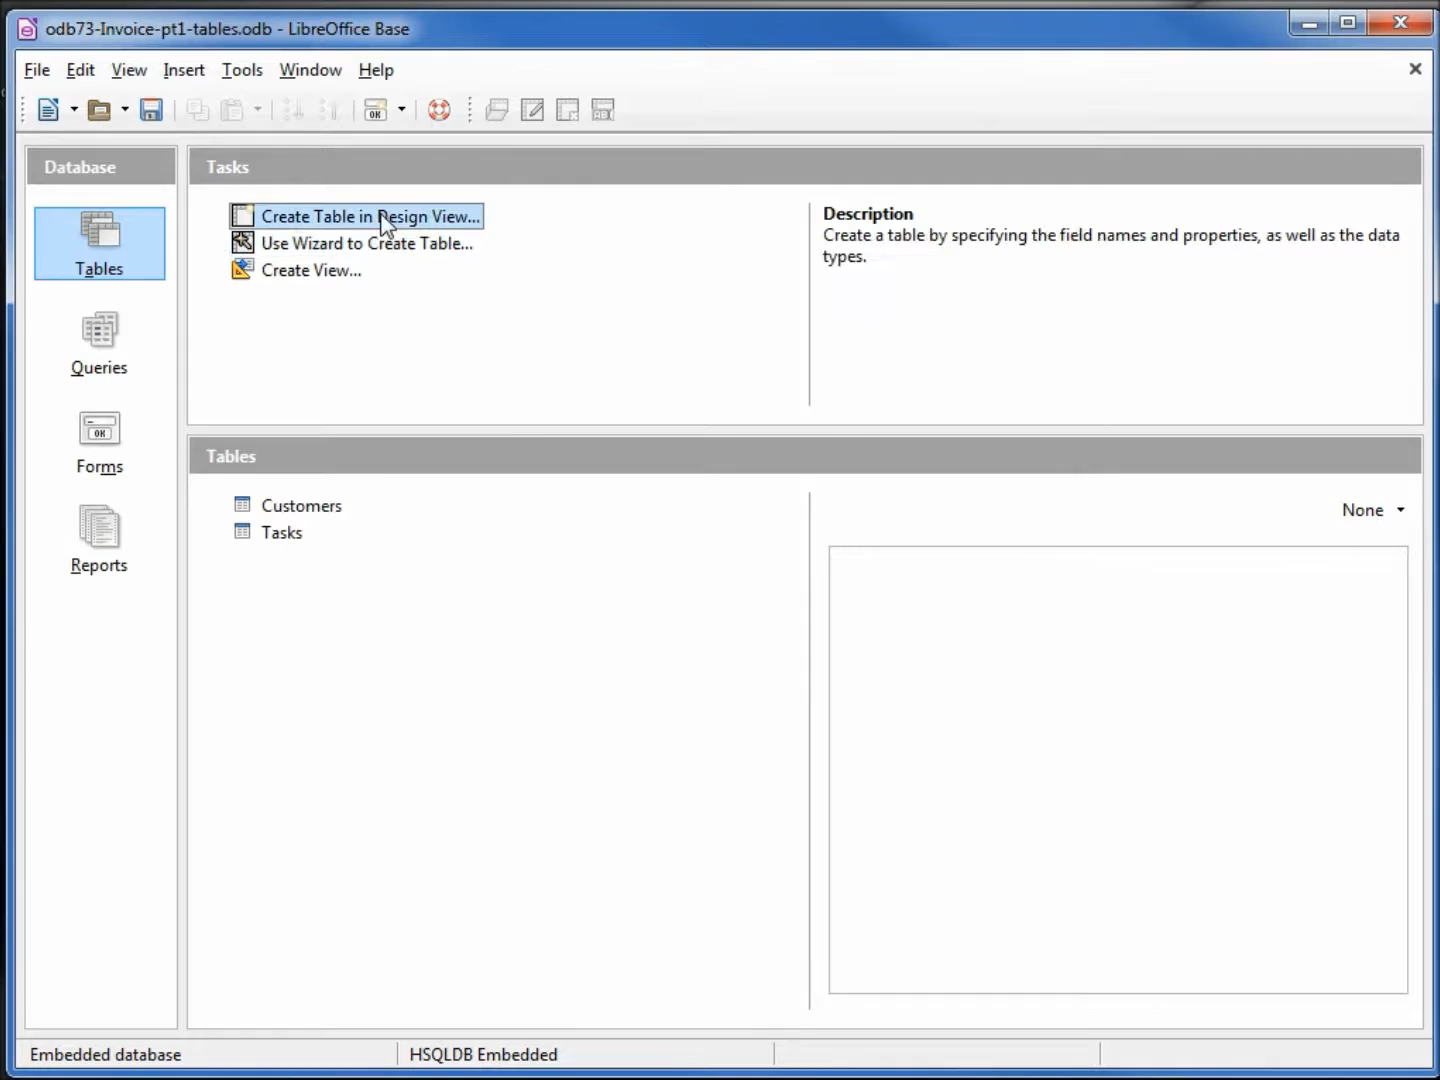 odb73-Invoice-pt1-tables.odb - LibreOffice Base
File Edit View Insert Tools Window Help
Database
Tasks
Create Table in Design View...
Use Wizard to Create Table...
Create View...
Description
Create a table by specifying the field names and properties, as well as the data
types.
Tables
Queries
Forms
Reports
Tables
Customers
Tasks
None
Embedded database
HSQLDB Embedded